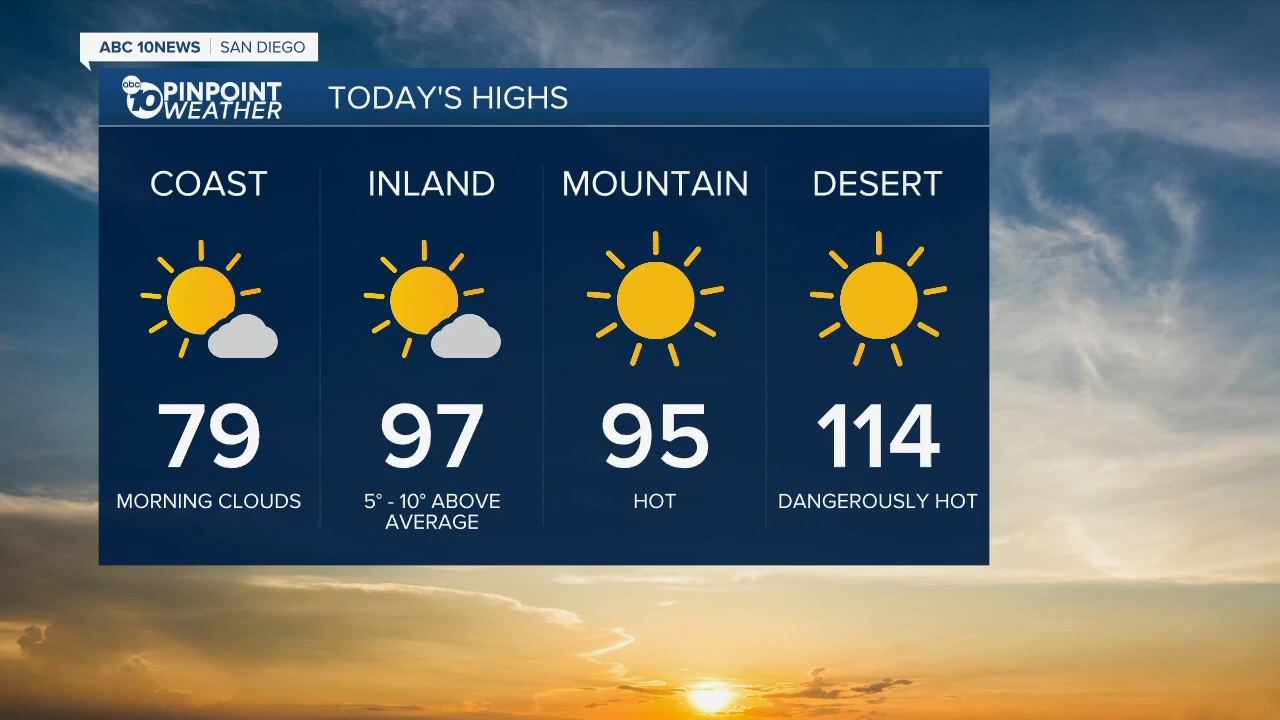 ABC 10NEWS | SAN DIEGO
abc 10 PINPOINT WEATHER
TODAY'S HIGHS
COAST
79
MORNING CLOUDS
INLAND
97
5° - 10° ABOVE
AVERAGE
MOUNTAIN
95
HOT
DESERT
114
DANGEROUSLY HOT